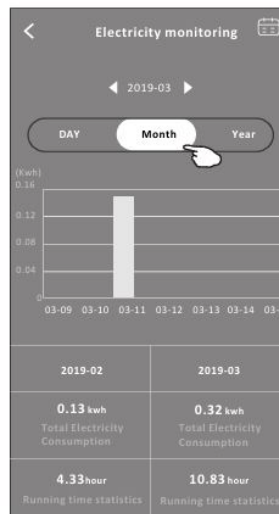 Electricity monitoring
2019-03
DAY Month Year
(Kwh)
0.16
0.12
0.08
0.04
0
03-09 03-10 03-11 03-12 03-13 03-14 03-
2019-02 2019-03
0.13 kwh 0.32 kwh
Total Electricity Total Electricity
Consumption Consumption
4.33hour 10.83 hour
Running time statistics Running time statistics